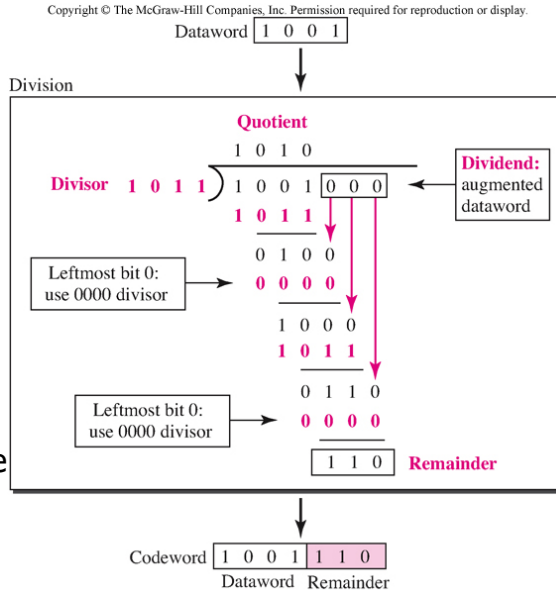 Copyright © The McGraw-Hill Companies, Inc. Permission required for reproduction or display.
Dataword 1 0 0 1
Division
Quotient
1 0 1 0
Divisor 1 0 1 1 ) 1 0 0 1 0 0 0
Dividend:
augmented
dataword
1 0 1 1
0 1 0 0
Leftmost bit 0:
use 0000 divisor
0 0 0 0
1 0 0 0
1 0 1 1
0 1 1 0
Leftmost bit 0:
use 0000 divisor
0 0 0 0
e
1 1 0 Remainder
Codeword 1 0 0 1 1 1 0
Dataword Remainder